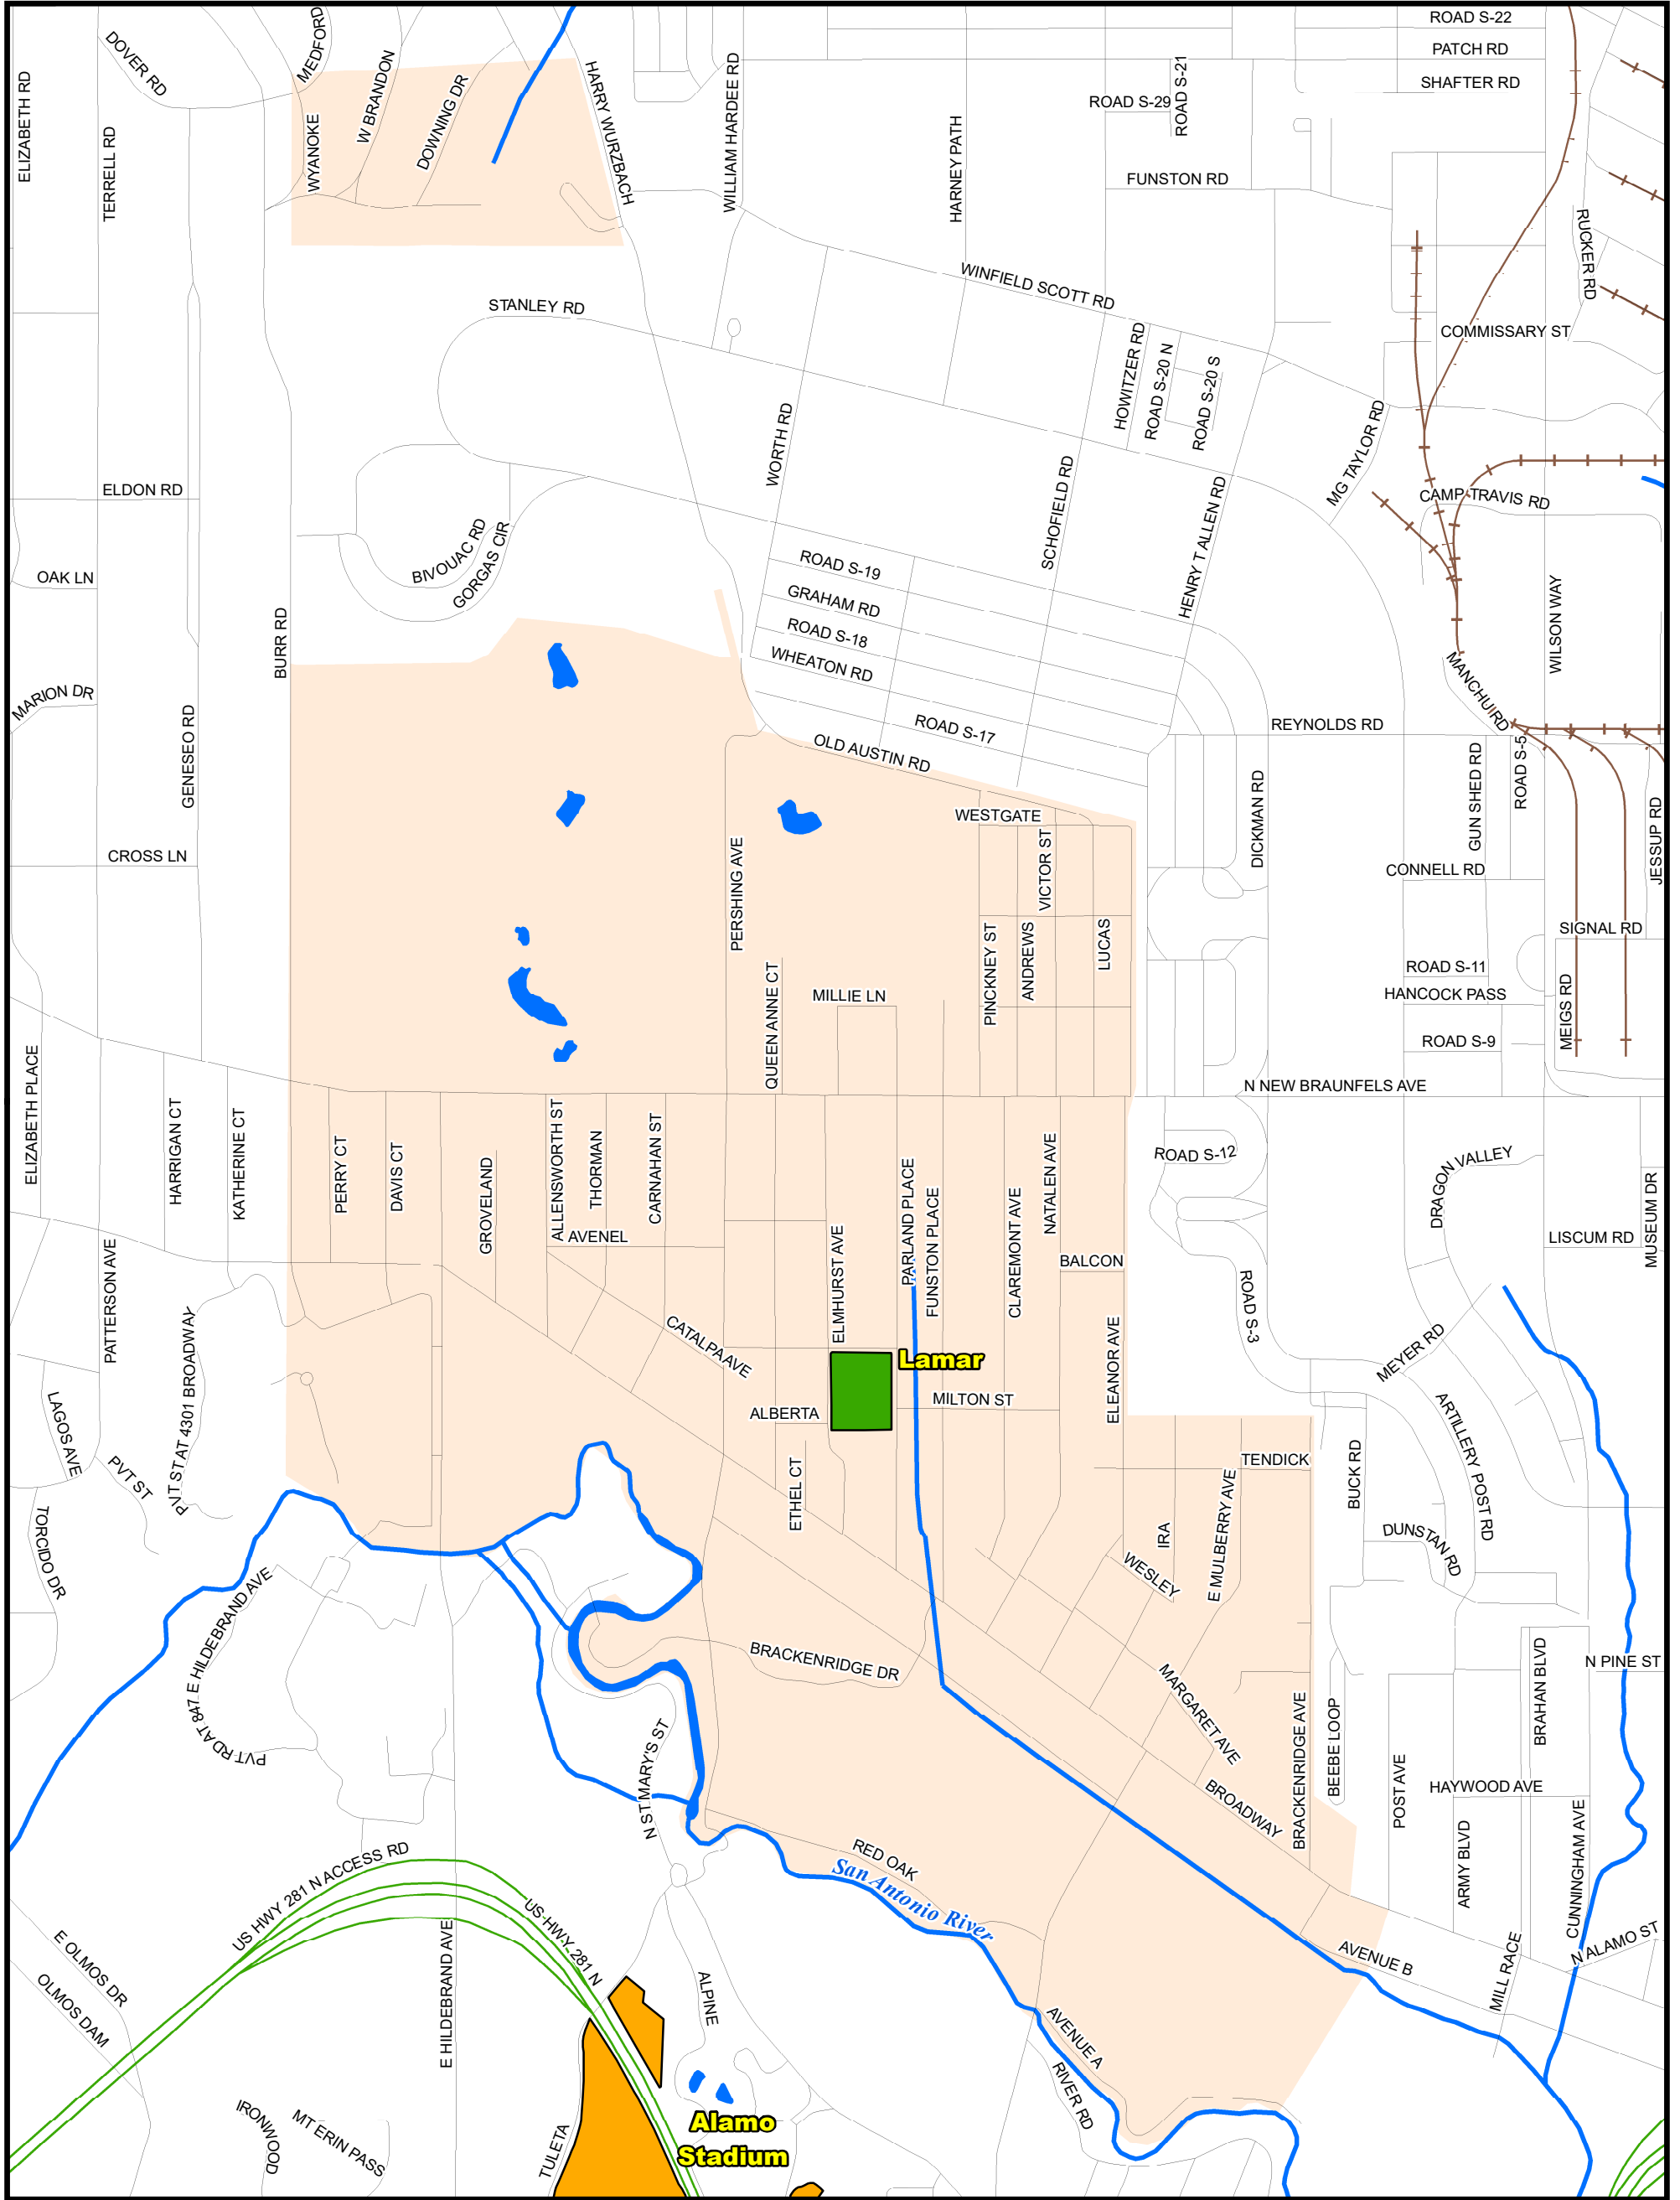 ROAD S-22
PATCH RD
SHAFTER RD
DOVER RD
MEDFORD
ELIZABETH RD
TERRELL RD
WYANOKE
W BRANDON
DOWNING DR
HARRY WURZBACH
WILLIAM HARDEE RD
HARNEY PATH
ROAD S-29
ROAD S-21
FUNSTON RD
RUCKER RD
WINFIELD SCOTT RD
STANLEY RD
COMMISSARY ST
HOWITZER RD
ROAD S-20 N
ROAD S-20 S
WORTH RD
MG TAYLOR RD
SCHOFIELD RD
HENRY T ALLEN RD
ELDON RD
CAMP TRAVIS RD
BIVOUAC RD
GORGAS CIR
OAK LN
ROAD S-19
GRAHAM RD
ROAD S-18
WHEATON RD
BURR RD
WILSON WAY
MANCHU RD
MARION DR
GENESEO RD
ROAD S-17
OLD AUSTIN RD
REYNOLDS RD
GUN SHED RD
ROAD S-5
DICKMAN RD
JESSUP RD
WESTGATE
VICTOR ST
CROSS LN
PERSHING AVE
CONNELL RD
SIGNAL RD
PINCKNEY ST
ANDREWS
LUCAS
ROAD S-11
HANCOCK PASS
MILLIE LN
QUEEN ANNE CT
MEIGS RD
ROAD S-9
N NEW BRAUNFELS AVE
ELIZABETH PLACE
HARRIGAN CT
KATHERINE CT
PERRY CT
DAVIS CT
GROVELAND
ALLENSWORTH ST
THORMAN
CARNAHAN ST
AVENEL
ELMHURST AVE
PARLAND PLACE
FUNSTON PLACE
CLAREMONT AVE
NATALEN AVE
BALCON
ROAD S-12
DRAGON VALLEY
LISCUM RD
MUSEUM DR
PATTERSON AVE
PVT ST AT 4301 BROADWAY
ROAD S-3
CATALPA AVE
ELEANOR AVE
MEYER RD
Lamar
LAGOS AVE
ALBERTA
MILTON ST
ARTILLERY POST RD
PVT ST
TENDICK
BUCK RD
ETHEL CT
E MULBERRY AVE
IRA
WESLEY
DUNSTAN RD
TORCIDO DR
E HILDEBRAND AVE
PVT RD AT 847
BRACKENRIDGE DR
N PINE ST
MARGARET AVE
BRAHAN BLVD
BRACKENRIDGE AVE
BEEBE LOOP
POST AVE
N ST MARY'S ST
HAYWOOD AVE
BROADWAY
CUNNINGHAM AVE
ARMY BLVD
RED OAK
San Antonio River
US HWY 281 N ACCESS RD
US HWY 281 N
E OLMOS DR
OLMOS DAM
E HILDEBRAND AVE
ALPINE
AVENUE B
MILL RACE
N ALAMO ST
AVENUE A
RIVER RD
IRONWOOD
MT ERIN PASS
TULETA
Alamo
Stadium